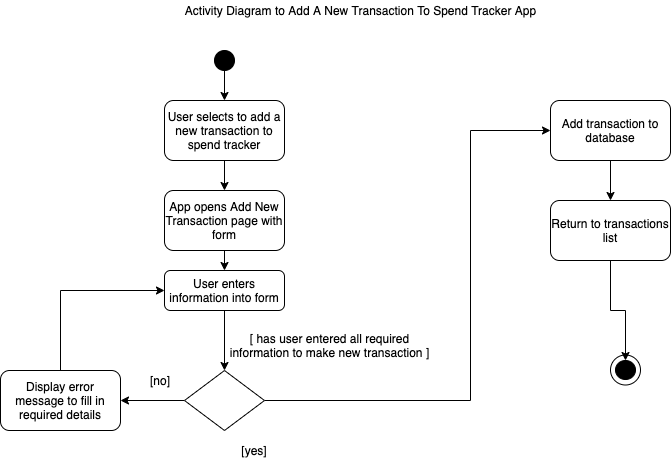 Activity Diagram to Add A New Transaction To Spend Tracker App
User selects to add a
new transaction to
spend tracker
App opens Add New
Transaction page with
form
User enters
information into form
[ has user entered all required
information to make new transaction ]
[no]
Display error
message to fill in
required details
[yes]
Add transaction to
database
Return to transactions
list